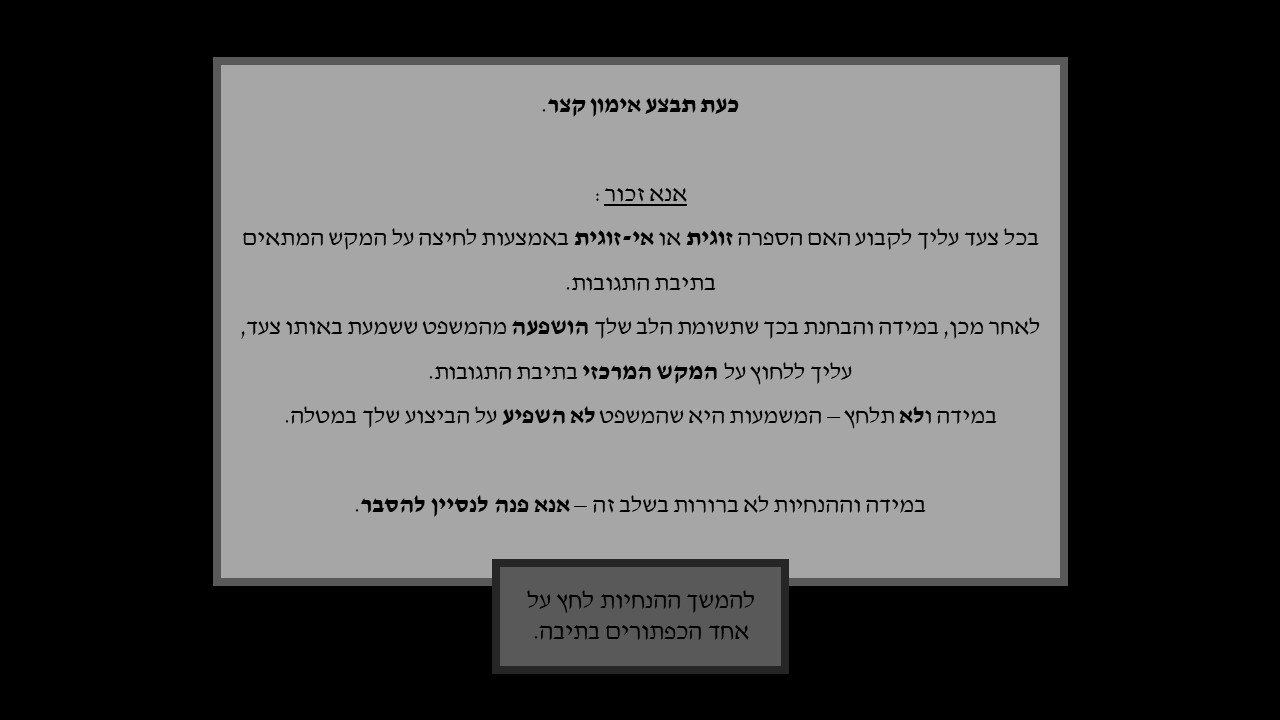 כעת תבצע אימון קצר.
אנא זכור :
בכל צעד עליך לקבוע האם הספרה זוגית או אי-זוגית באמצעות לחיצה על המקש המתאים
בתיבת התגובות.
לאחר מכן, במידה והבחנת בכך שתשומת הלב שלך הושפעה מהמשפט ששמעת באותו צעד,
עליך ללחוץ על המקש המרכזי בתיבת התגובות.
במידה ולא תלחץ – המשמעות היא שהמשפט לא השפיע על הביצוע שלך במטלה.
במידה וההנחיות לא ברורות בשלב זה – אנא פנה לנסיין להסבר.
להמשך ההנחיות לחץ על
אחד הכפתורים בתיבה.